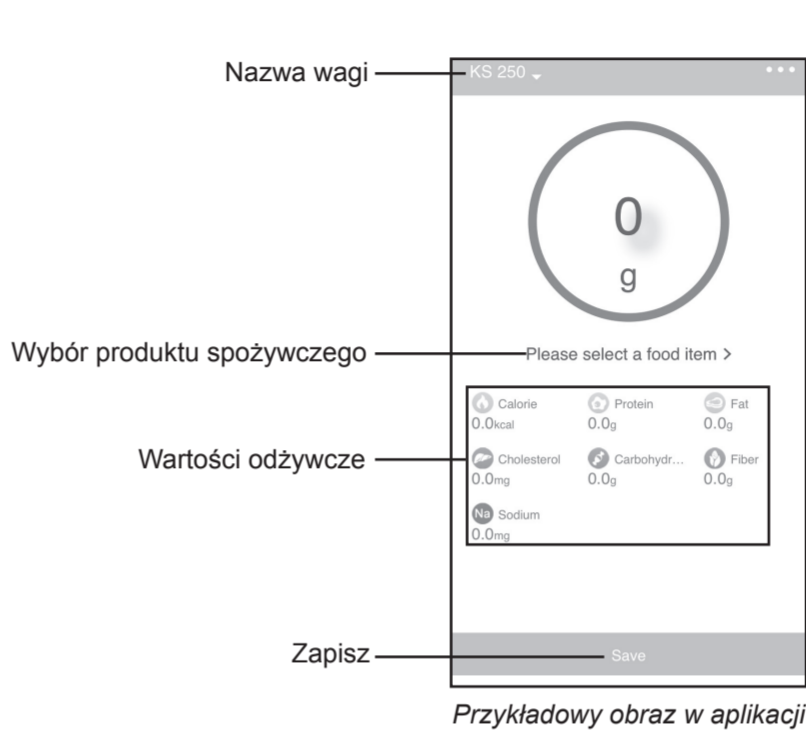 Nazwa wagi
KS 250
0
g
Wybór produktu spożywczego
Please select a food item >
Wartości odżywcze
Calorie Protein Fat
0.0kcal 0.0g 0.0g
Cholesterol Carbohydr... Fiber
0.0mg 0.0g 0.0g
Na Sodium
0.0mg
Zapisz
Save
Przykładowy obraz w aplikacji